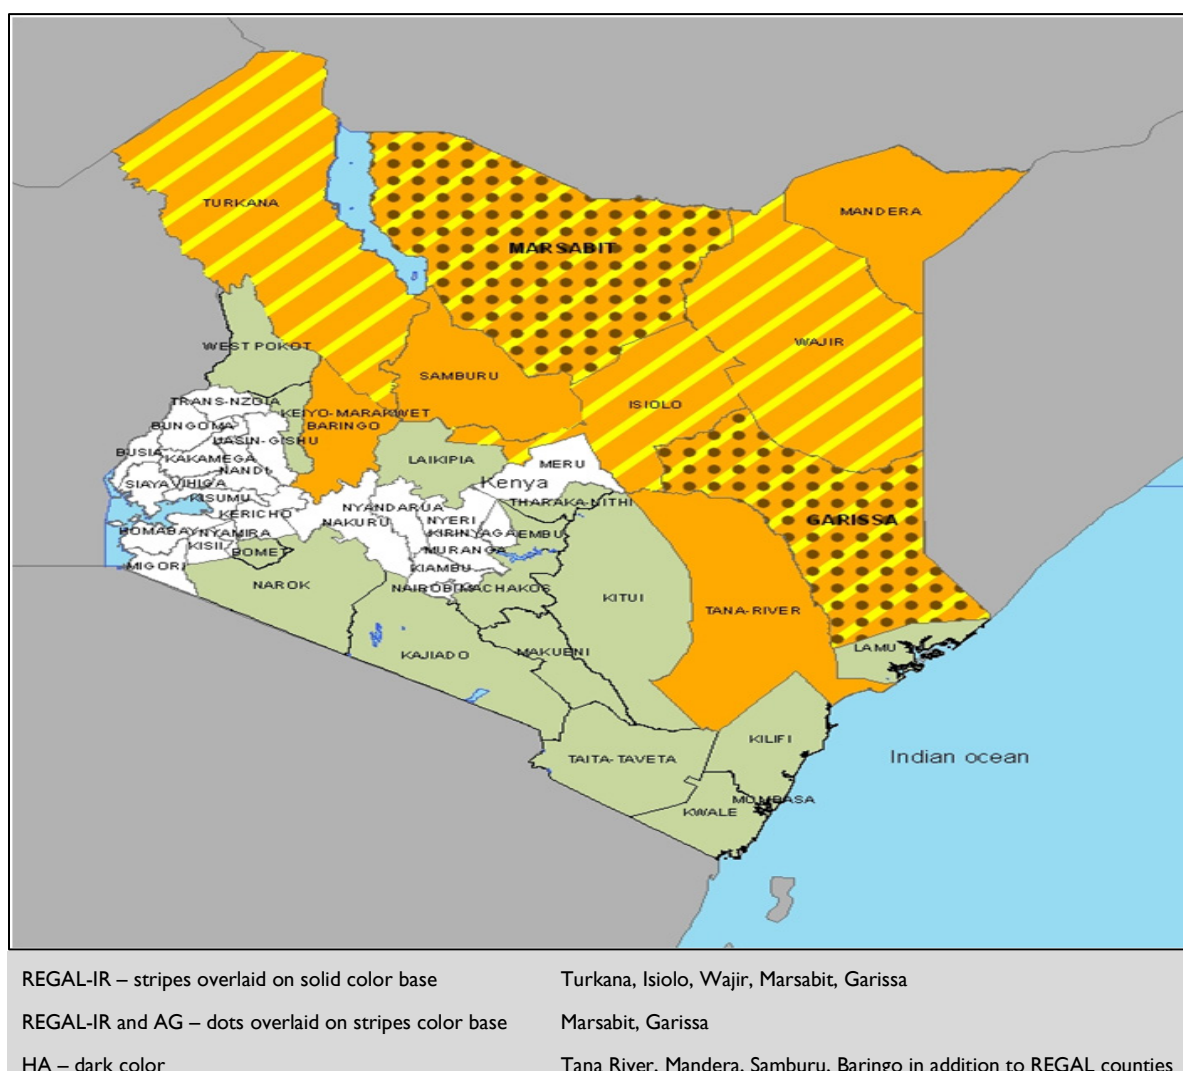 TURKANA
MANDERA
MARSABIT
WEST POKOT
WAJIR
SAMBURU
ISIOLO
TRANS-NZOIA
KEIYO-MARAKWET
BUNGOMA
BARINGO
UASIN-GISHU
BUSIA
KAKAMEGA
LAIKIPIA
MERU
NANDI
SIAYA
VIHIGA
Kenya
KISUMU
THARAKA-NITHI
NYANDARUA
KERICHO
NAKURU
NYERI
GARISSA
HOMABAY
NYAMIRA
KIRINYAGA
EMBU
KISII
BOMET
MURANGA
MIGORI
KIAMBU
NAROK
NAIROBI
MACHAKOS
KITUI
TANA-RIVER
LAMU
KAJIADO
MAKUENI
KILIFI
Indian ocean
TAITA-TAVETA
MOMBASA
KWALE
REGAL-IR – stripes overlaid on solid color base Turkana, Isiolo, Wajir, Marsabit, Garissa
REGAL-IR and AG – dots overlaid on stripes color base Marsabit, Garissa
HA – dark color Tana River, Mandera, Samburu, Baringo in addition to REGAL counties